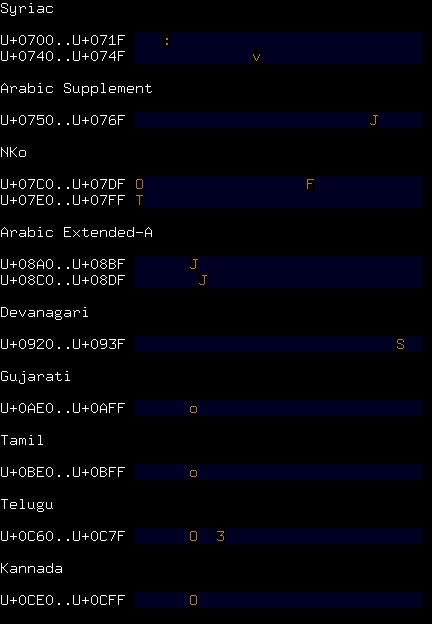 Syriac
U+0700..U+071F :
U+0740..U+074F v
Arabic Supplement
U+0750..U+076F J
NKo
U+07C0..U+07DF O F
U+07E0..U+07FF T
Arabic Extended-A
U+08A0..U+08BF J
U+08C0..U+08DF J
Devanagari
U+0920..U+093F S
Gujarati
U+0AE0..U+0AFF o
Tamil
U+0BE0..U+0BFF o
Telugu
U+0C60..U+0C7F O 3
Kannada
U+0CE0..U+0CFF O